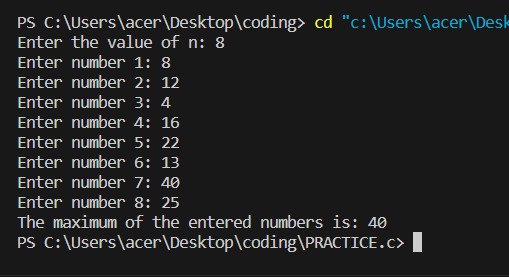 PS C:\Users\acer\Desktop\coding> cd "c:\Users\acer\Desk
Enter the value of n: 8
Enter number 1: 8
Enter number 2: 12
Enter number 3: 4
Enter number 4: 16
Enter number 5: 22
Enter number 6: 13
Enter number 7: 40
Enter number 8: 25
The maximum of the entered numbers is: 40
PS C:\Users\acer\Desktop\coding\PRACTICE.c>